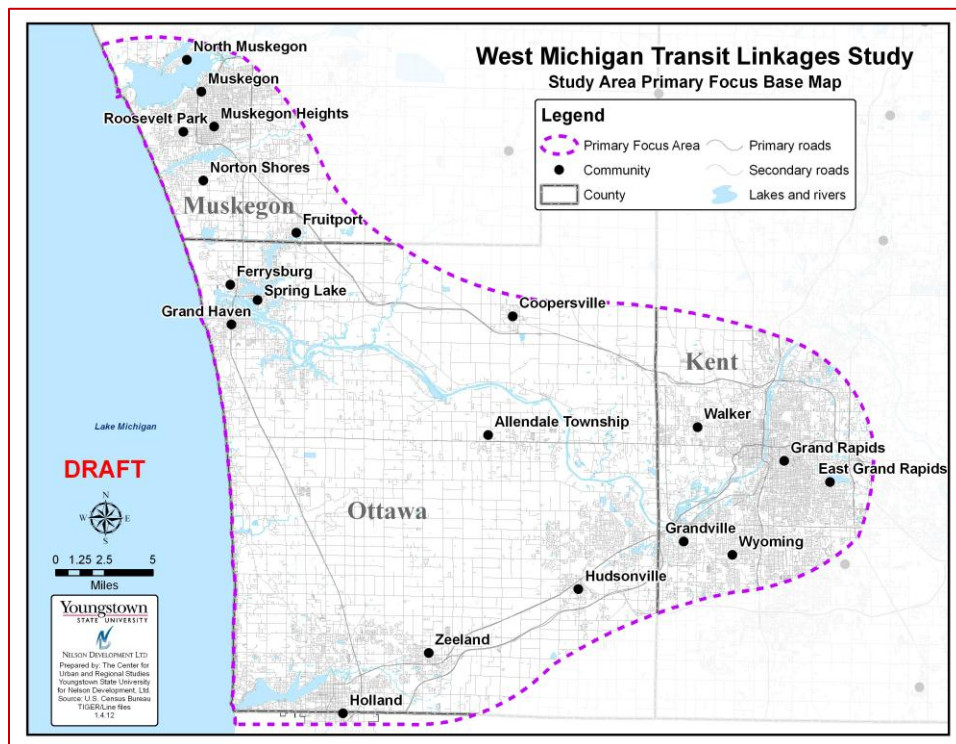 West Michigan Transit Linkages Study
Study Area Primary Focus Base Map
Legend
Primary Focus Area
Community
County
Primary roads
Secondary roads
Lakes and rivers
North Muskegon
Muskegon
Roosevelt Park
Muskegon Heights
Norton Shores
Muskegon
Fruitport
Ferrysburg
Spring Lake
Grand Haven
Coopersville
Kent
Walker
Allendale Township
Grand Rapids
East Grand Rapids
Lake Michigan
DRAFT
Ottawa
Grandville
Wyoming
Hudsonville
Zeeland
Holland
N
W E
S
0 1.25 2.5 5
Miles
Youngstown
STATE UNIVERSITY
NELSON DEVELOPMENT LTD
Prepared by: The Center for
Urban and Regional Studies
Youngstown State University
for Nelson Development, Ltd.
Source: U.S. Census Bureau
TIGER/Line files
1.4.12